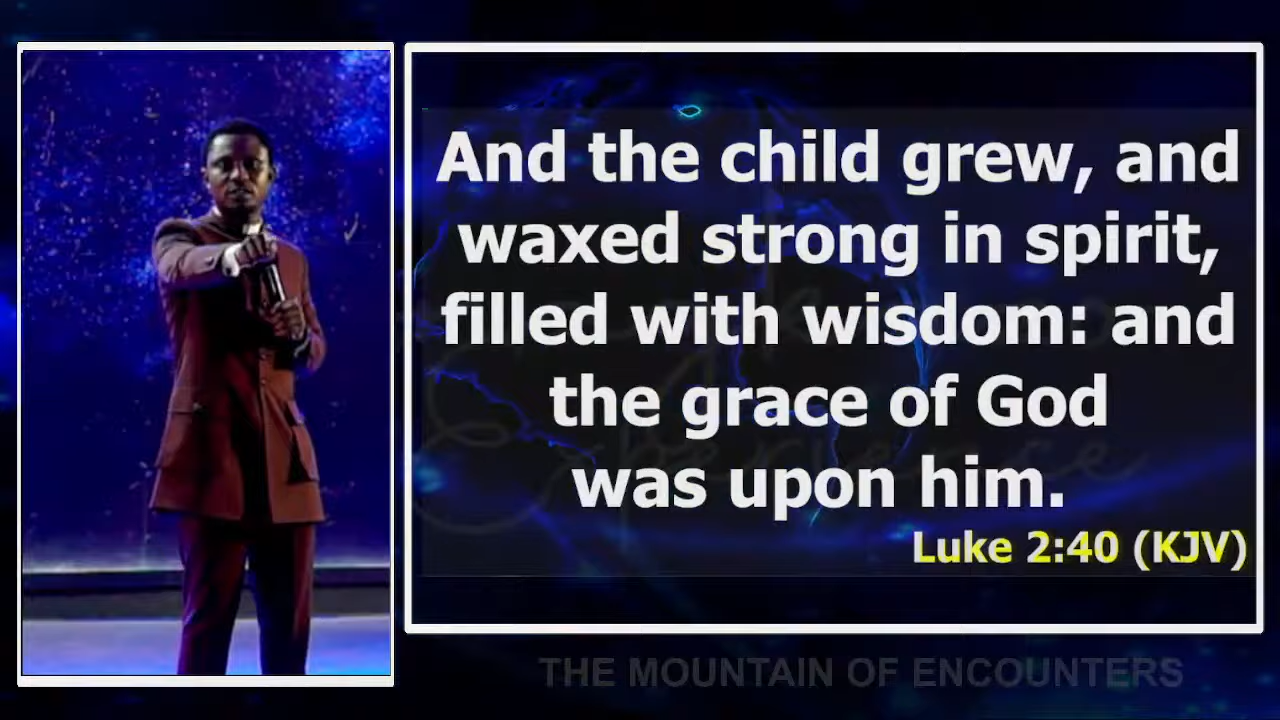 And the child grew, and
waxed strong in spirit,
filled with wisdom: and
the grace of God
was upon him.
Luke 2:40 (KJV)
Experience
THE MOUNTAIN OF ENCOUNTERS